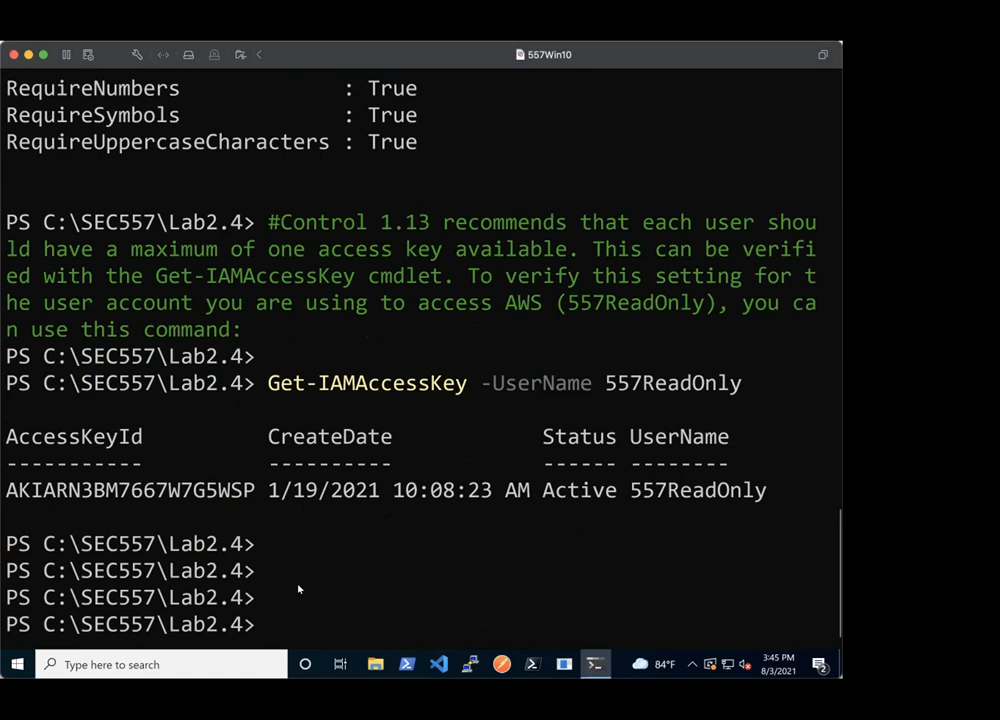 557Win10
RequireNumbers : True
RequireSymbols : True
RequireUppercaseCharacters : True
PS C:\SEC557\Lab2.4> #Control 1.13 recommends that each user shou
ld have a maximum of one access key available. This can be verifi
ed with the Get-IAMAccessKey cmdlet. To verify this setting for t
he user account you are using to access AWS (557ReadOnly), you ca
n use this command:
PS C:\SEC557\Lab2.4>
PS C:\SEC557\Lab2.4> Get-IAMAccessKey -UserName 557ReadOnly
AccessKeyId CreateDate Status UserName
----------- ---------- ------ --------
AKIARN3BM7667W7G5WSP 1/19/2021 10:08:23 AM Active 557ReadOnly
PS C:\SEC557\Lab2.4>
PS C:\SEC557\Lab2.4>
PS C:\SEC557\Lab2.4>
PS C:\SEC557\Lab2.4>
Type here to search
84°F
3:45 PM
8/3/2021
2